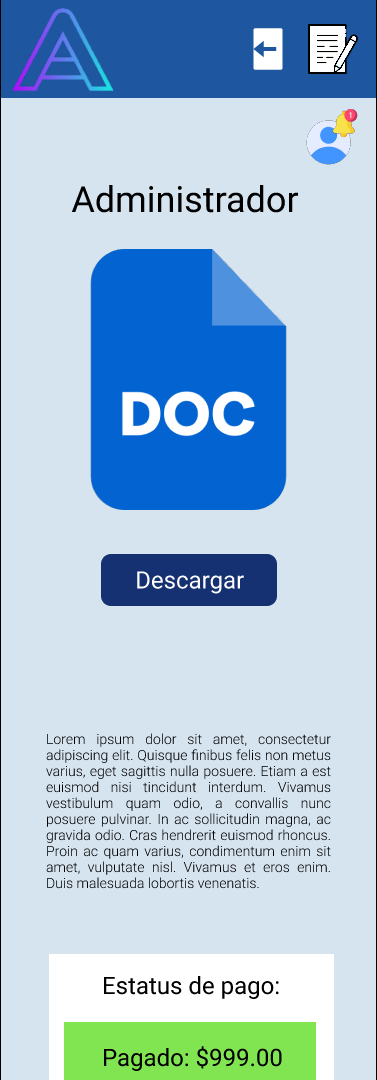 A
1
Administrador
DOC
Descargar
Lorem ipsum dolor sit amet, consectetur
adipiscing elit. Quisque finibus felis non metus
varius, eget sagittis nulla posuere. Etiam a est
euismod nisi tincidunt interdum. Vivamus
vestibulum quam odio, a convallis nunc
posuere pulvinar. In ac sollicitudin magna, ac
gravida odio. Cras hendrerit euismod rhoncus.
Proin ac quam varius, condimentum enim sit
amet, vulputate nisl. Vivamus et eros enim.
Duis malesuada lobortis venenatis.
Estatus de pago:
Pagado: $999.00